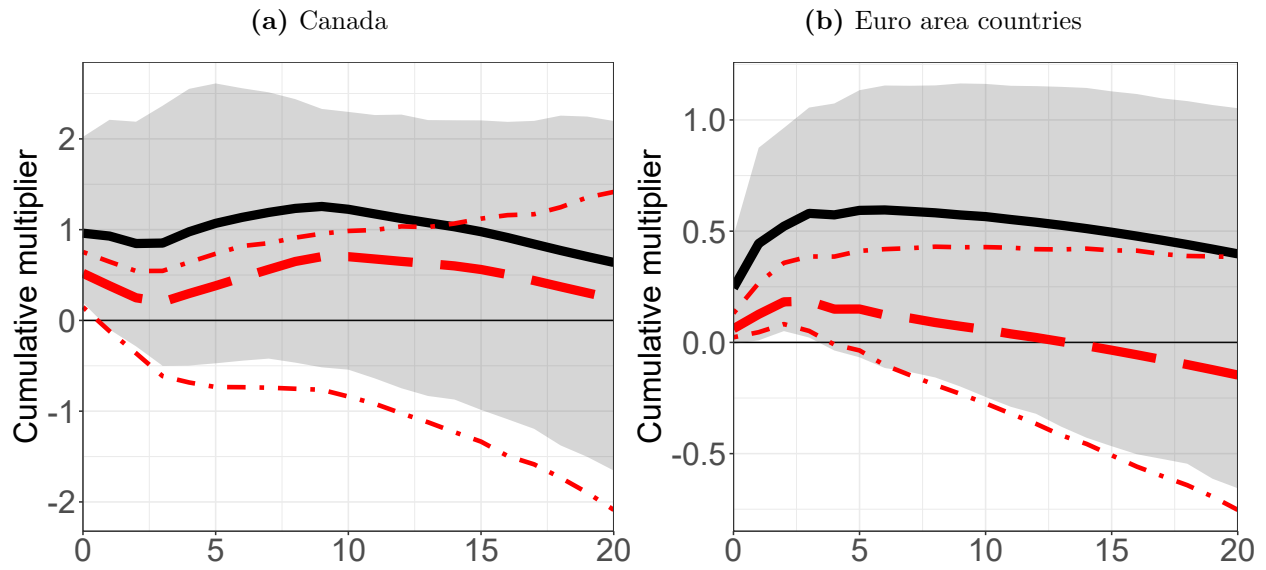 (a) Canada
(b) Euro area countries
Cumulative multiplier
2
1
0
-1
-2
0 5 10 15 20
Cumulative multiplier
1.0
0.5
0.0
-0.5
0 5 10 15 20